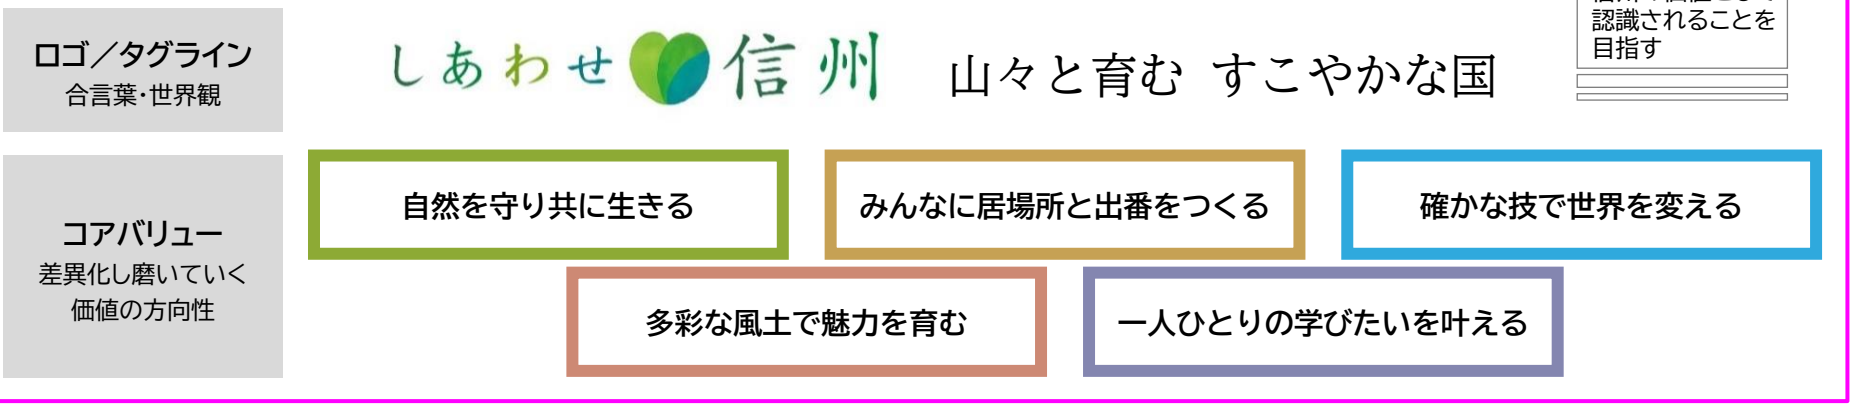 認識されることを
目指す
ロゴ／タグライン
合言葉・世界観
しあわせ信州
山々と育む すこやかな国
コアバリュー
差異化し磨いていく
価値の方向性
自然を守り共に生きる
みんなに居場所と出番をつくる
確かな技で世界を変える
多彩な風土で魅力を育む
一人ひとりの学びたいを叶える